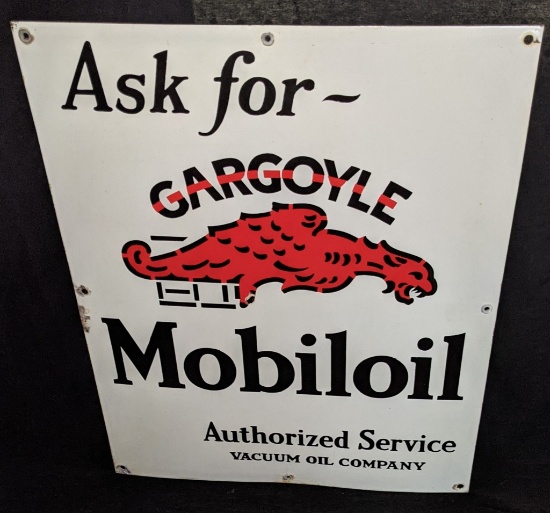 Ask for~
GARGOYLE
Mobiloil
Authorized Service
VACUUM OIL COMPANY